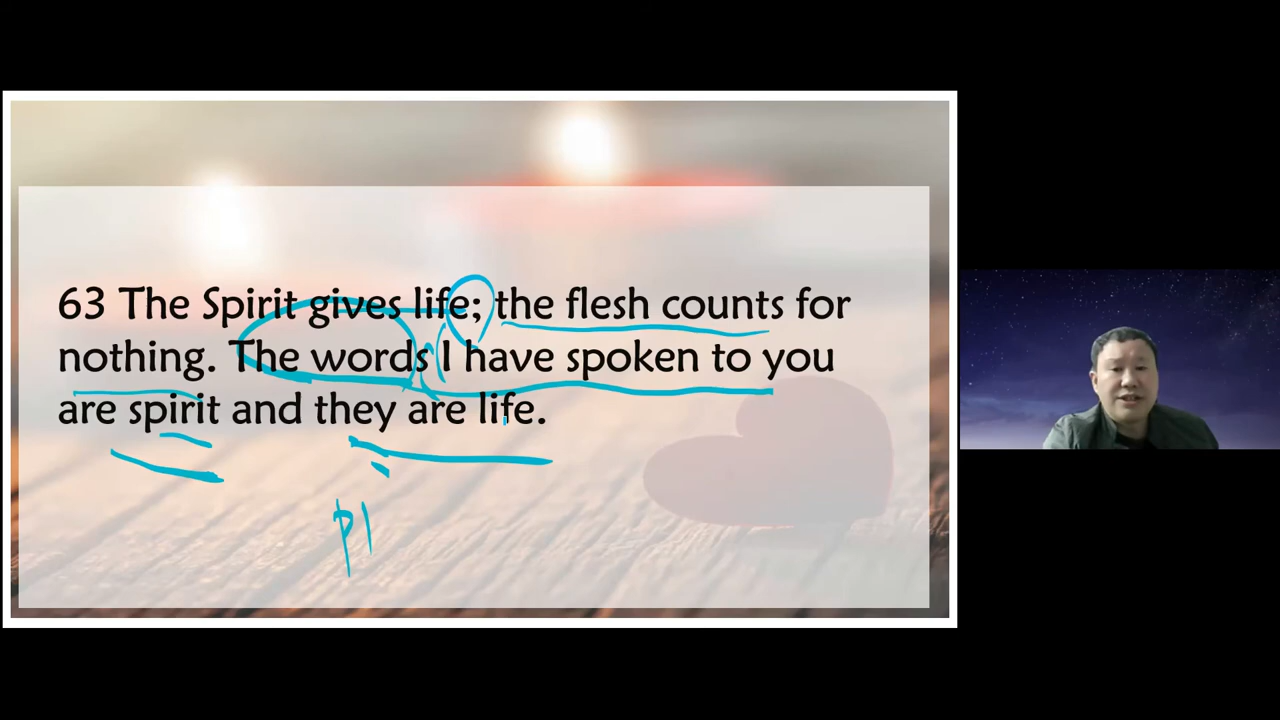 63 The Spirit gives life; the flesh counts for
nothing. The words I have spoken to you
are spirit and they are life.
pl